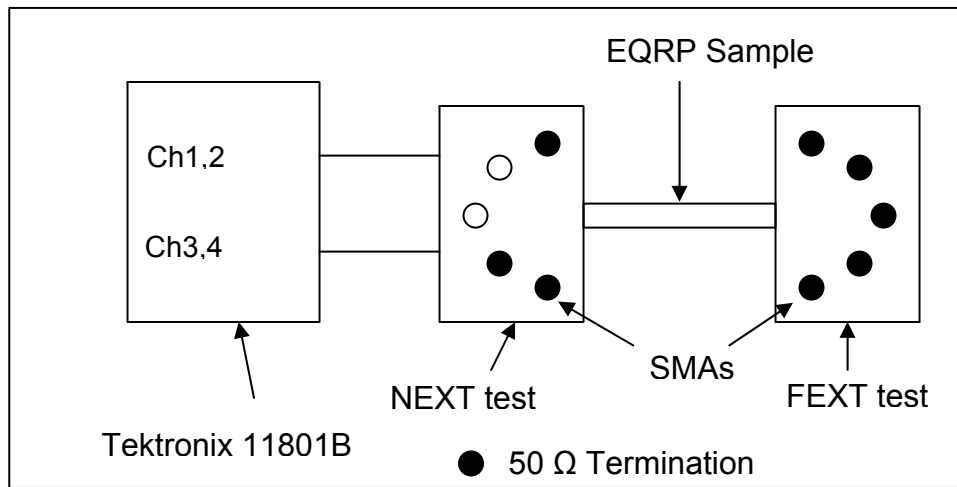 EQRP Sample
Ch1,2
Ch3,4
SMAs
NEXT test
FEXT test
Tektronix 11801B
50 Ω Termination